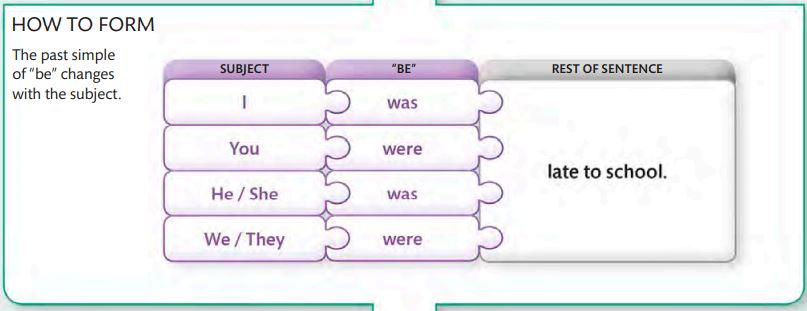 HOW TO FORM
The past simple
of "be" changes
with the subject.
SUBJECT "BE" REST OF SENTENCE
I was
You were
late to school.
He / She was
We / They were